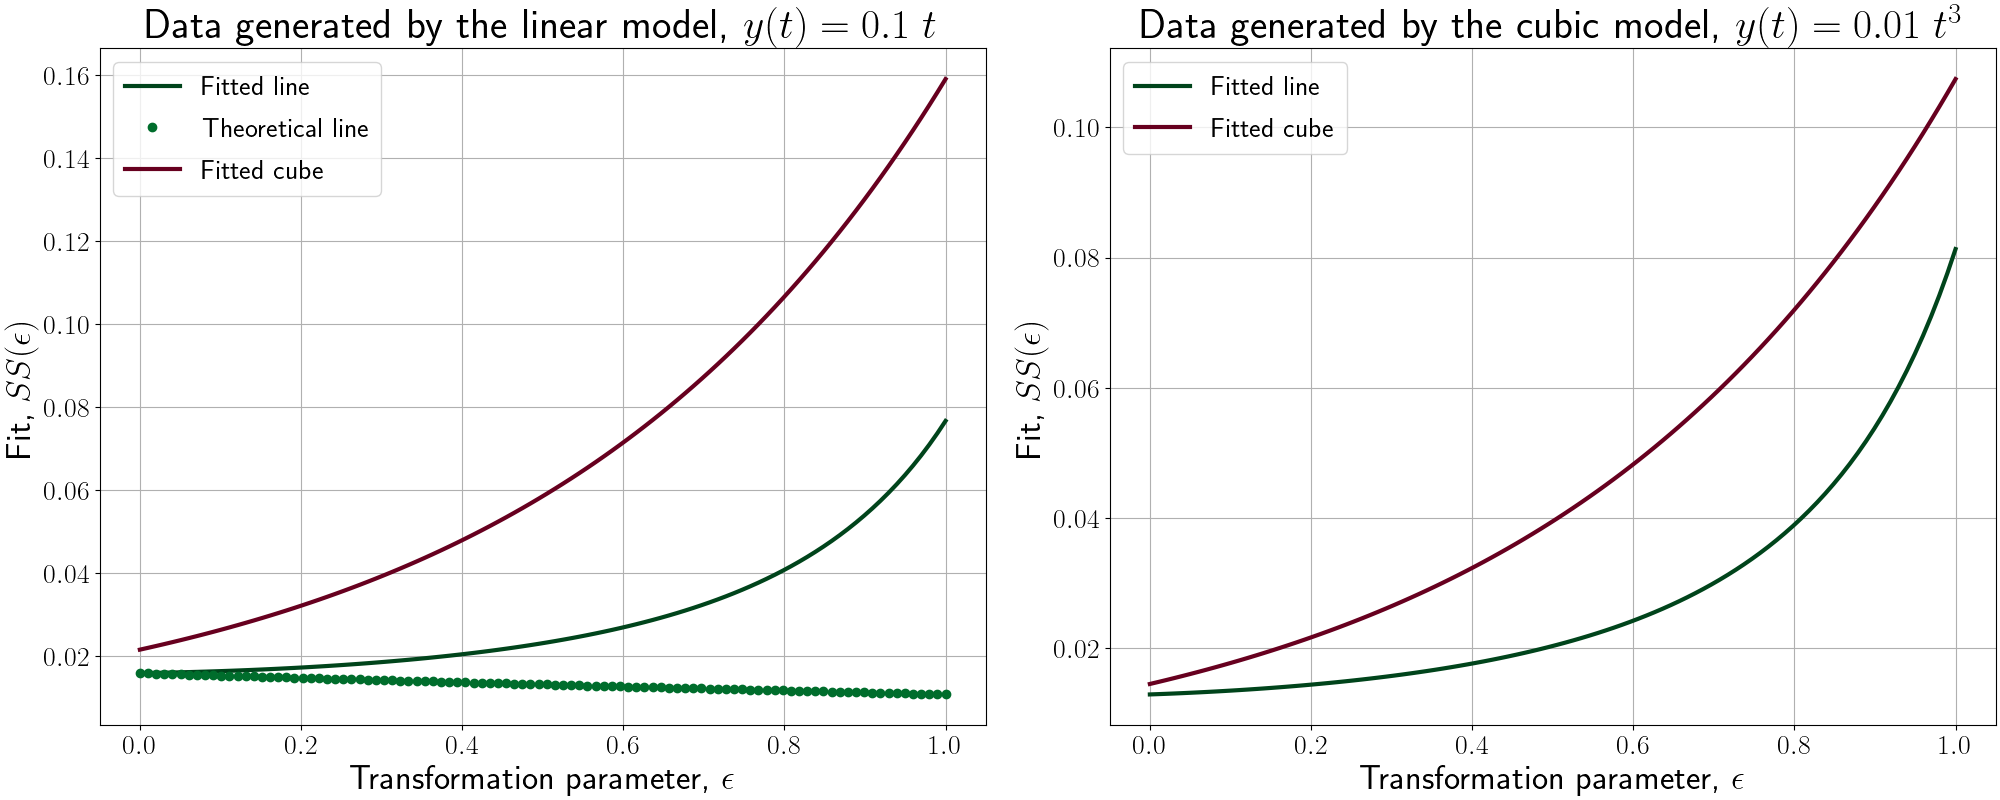 Data generated by the linear model, y(t) = 0.1 t
Fitted line
Theoretical line
Fitted cube
0.16
0.14
0.12
0.10
0.08
0.06
0.04
0.02
Fit, SS(ϵ)
0.0 0.2 0.4 0.6 0.8 1.0
Transformation parameter, ϵ
Data generated by the cubic model, y(t) = 0.01 t³
Fitted line
Fitted cube
0.10
0.08
0.06
0.04
0.02
Fit, SS(ϵ)
0.0 0.2 0.4 0.6 0.8 1.0
Transformation parameter, ϵ